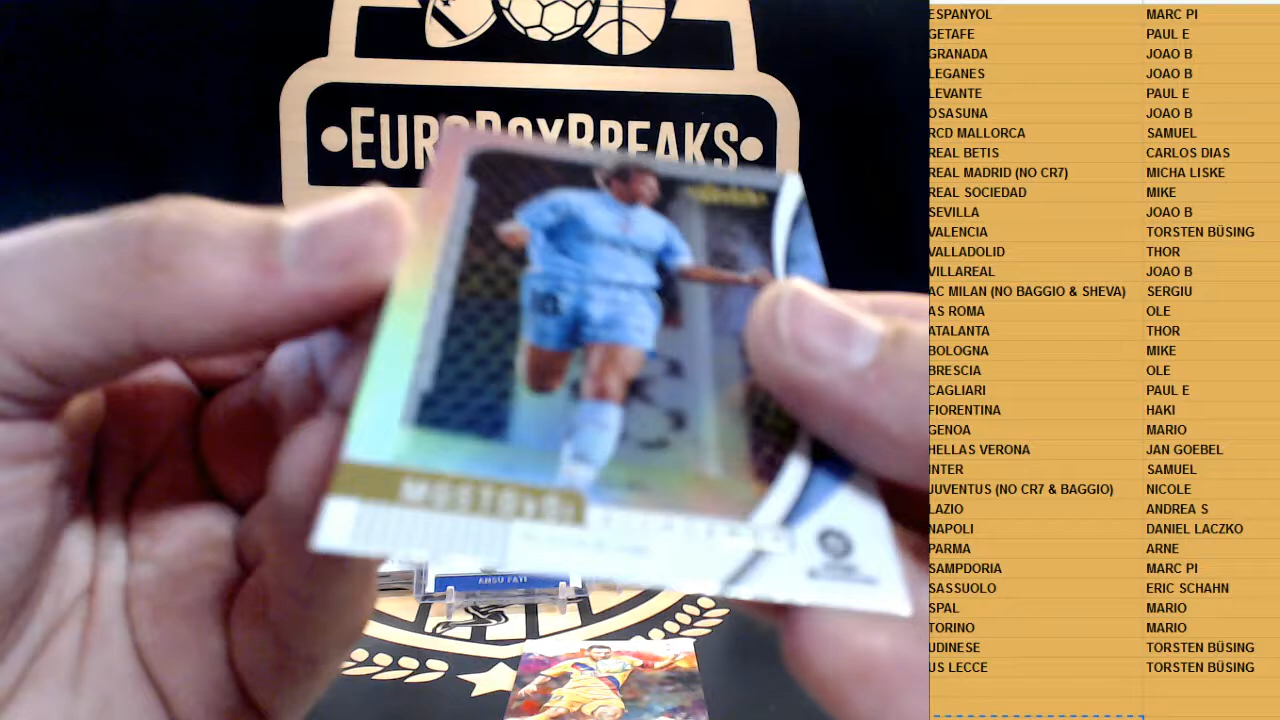 EUROBOXBREAKS
MOSTOVOI
ANSU FATI
ESPANYOL MARC PI
GETAFE PAUL E
GRANADA JOAO B
LEGANES JOAO B
LEVANTE PAUL E
OSASUNA JOAO B
RCD MALLORCA SAMUEL
REAL BETIS CARLOS DIAS
REAL MADRID (NO CR7) MICHA LISKE
REAL SOCIEDAD MIKE
SEVILLA JOAO B
VALENCIA TORSTEN BÜSING
VALLADOLID THOR
VILLAREAL JOAO B
AC MILAN (NO BAGGIO & SHEVA) SERGIU
AS ROMA OLE
ATALANTA THOR
BOLOGNA MIKE
BRESCIA OLE
CAGLIARI PAUL E
FIORENTINA HAKI
GENOA MARIO
HELLAS VERONA JAN GOEBEL
INTER SAMUEL
JUVENTUS (NO CR7 & BAGGIO) NICOLE
LAZIO ANDREA S
NAPOLI DANIEL LACZKO
PARMA ARNE
SAMPDORIA MARC PI
SASSUOLO ERIC SCHAHN
SPAL MARIO
TORINO MARIO
UDINESE TORSTEN BÜSING
US LECCE TORSTEN BÜSING